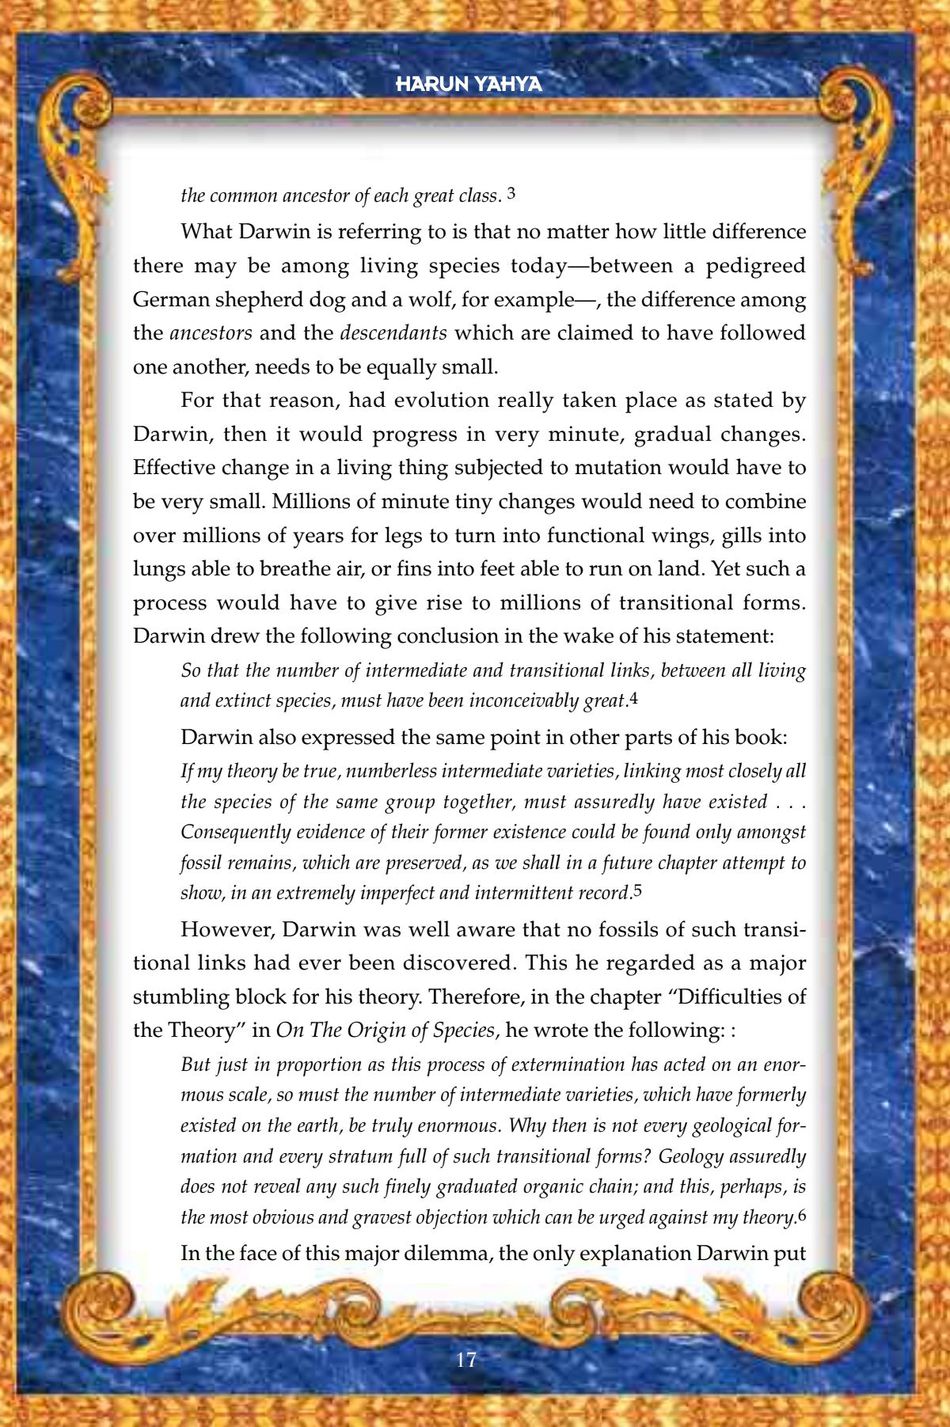 HARUN YAHYA
the common ancestor of each great class. 3
What Darwin is referring to is that no matter how little difference
there may be among living species today—between a pedigreed
German shepherd dog and a wolf, for example—, the difference among
the ancestors and the descendants which are claimed to have followed
one another, needs to be equally small.
For that reason, had evolution really taken place as stated by
Darwin, then it would progress in very minute, gradual changes.
Effective change in a living thing subjected to mutation would have to
be very small. Millions of minute tiny changes would need to combine
over millions of years for legs to turn into functional wings, gills into
lungs able to breathe air, or fins into feet able to run on land. Yet such a
process would have to give rise to millions of transitional forms.
Darwin drew the following conclusion in the wake of his statement:
So that the number of intermediate and transitional links, between all living
and extinct species, must have been inconceivably great.4
Darwin also expressed the same point in other parts of his book:
If my theory be true, numberless intermediate varieties, linking most closely all
the species of the same group together, must assuredly have existed . . .
Consequently evidence of their former existence could be found only amongst
fossil remains, which are preserved, as we shall in a future chapter attempt to
show, in an extremely imperfect and intermittent record.5
However, Darwin was well aware that no fossils of such transi-
tional links had ever been discovered. This he regarded as a major
stumbling block for his theory. Therefore, in the chapter “Difficulties of
the Theory” in On The Origin of Species, he wrote the following: :
But just in proportion as this process of extermination has acted on an enor-
mous scale, so must the number of intermediate varieties, which have formerly
existed on the earth, be truly enormous. Why then is not every geological for-
mation and every stratum full of such transitional forms? Geology assuredly
does not reveal any such finely graduated organic chain; and this, perhaps, is
the most obvious and gravest objection which can be urged against my theory.6
In the face of this major dilemma, the only explanation Darwin put
17